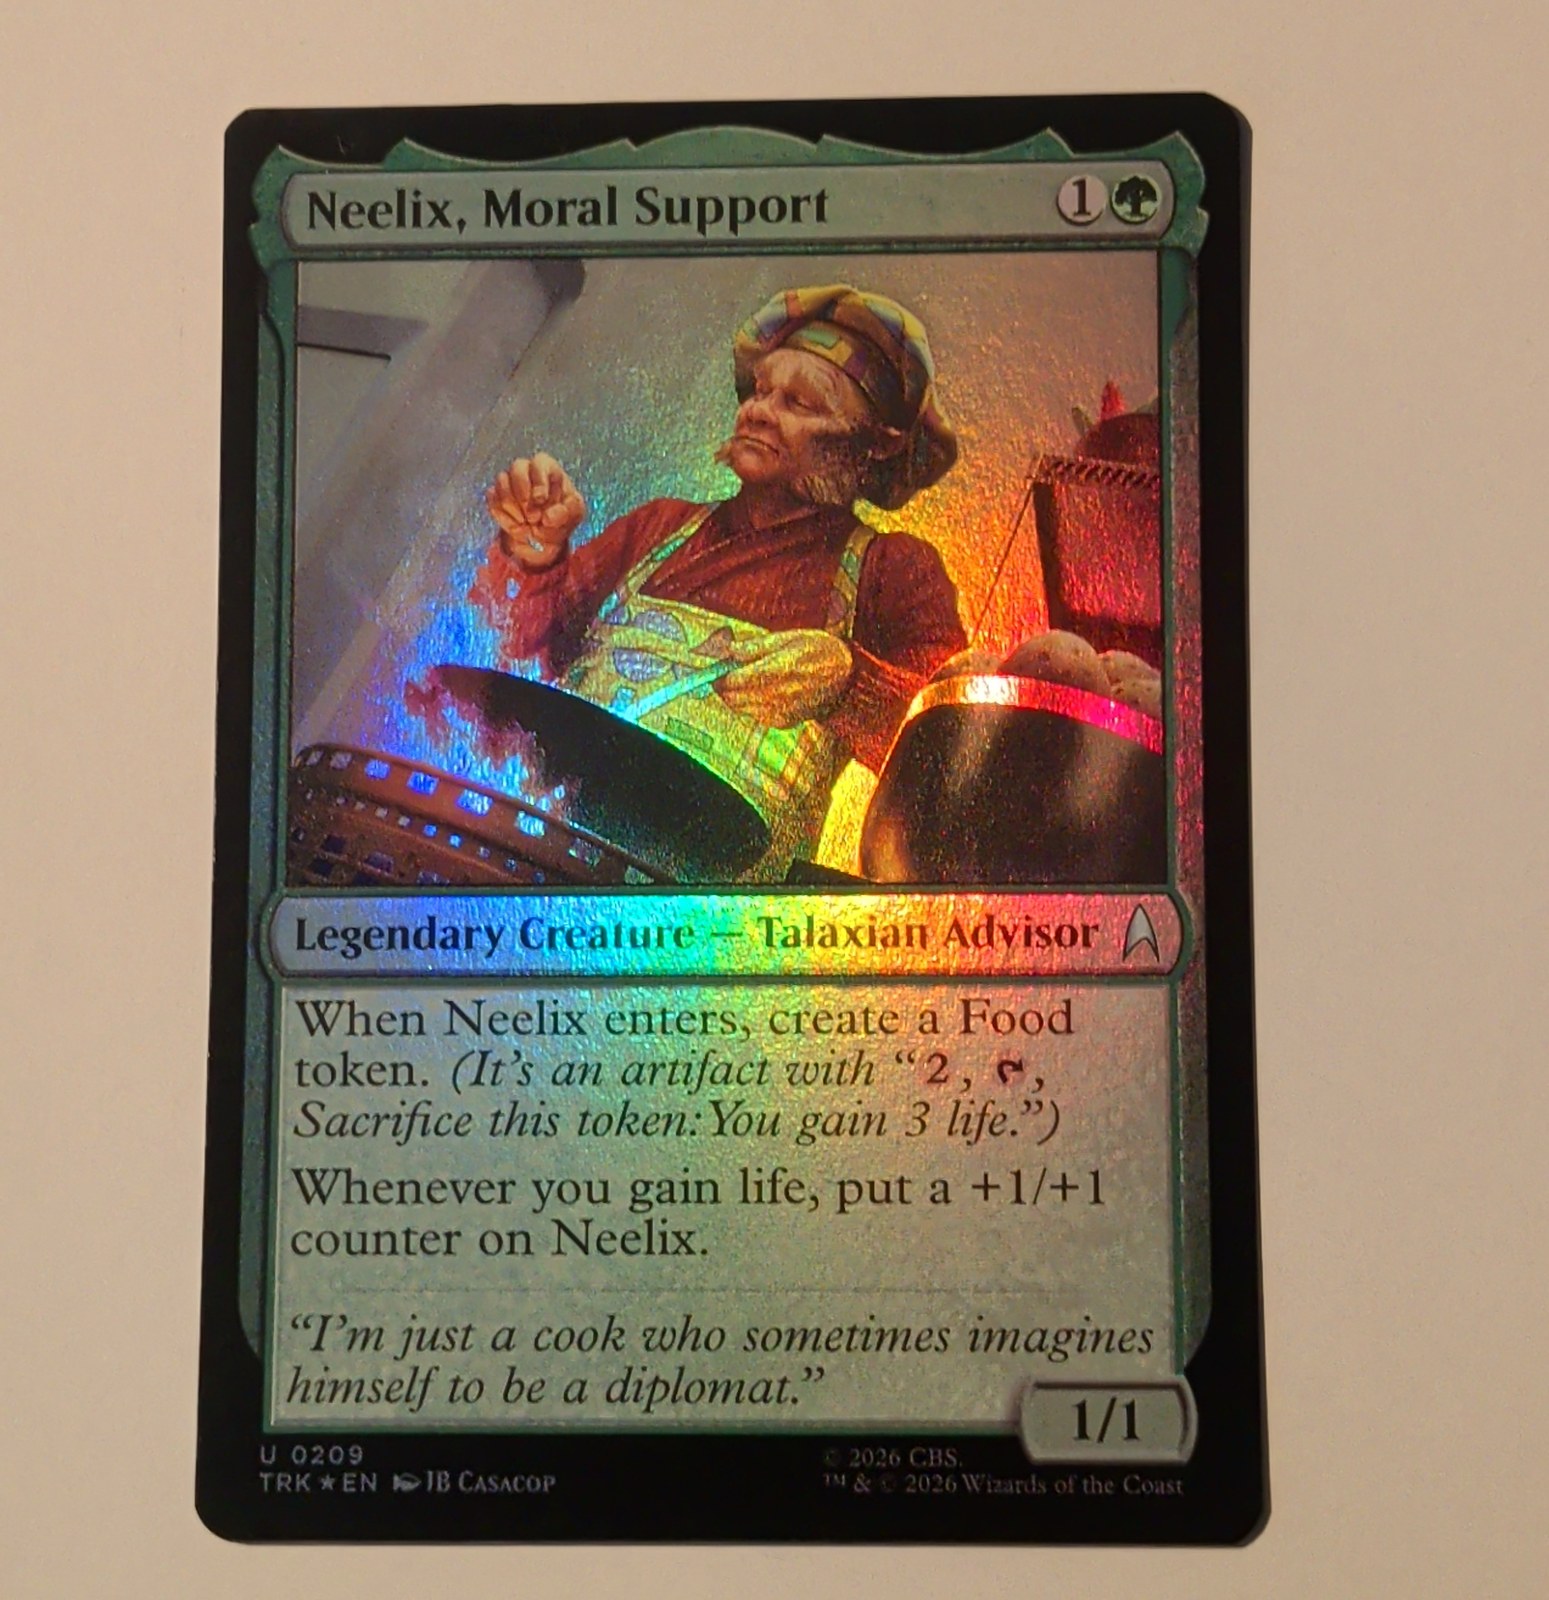 Neelix, Moral Support 1
Legendary Creature — Talaxian Advisor
When Neelix enters, create a Food
token. (It's an artifact with “2, ,
Sacrifice this token: You gain 3 life.”)
Whenever you gain life, put a +1/+1
counter on Neelix.
“I'm just a cook who sometimes imagines
himself to be a diplomat.”
1/1
U 0209
TRK ★ EN JB Casacop
© 2026 CBS.
™ & © 2026 Wizards of the Coast